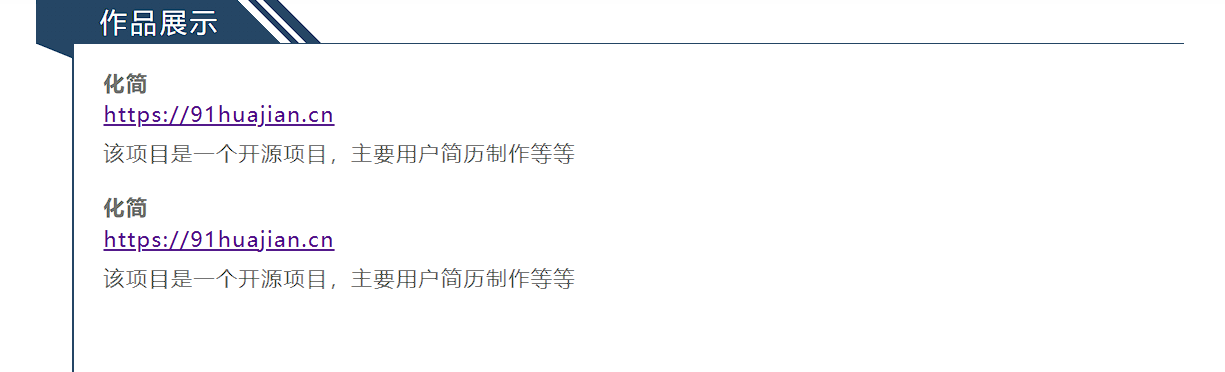 作品展示
化简
https://91huajian.cn
该项目是一个开源项目，主要用户简历制作等等
化简
https://91huajian.cn
该项目是一个开源项目，主要用户简历制作等等